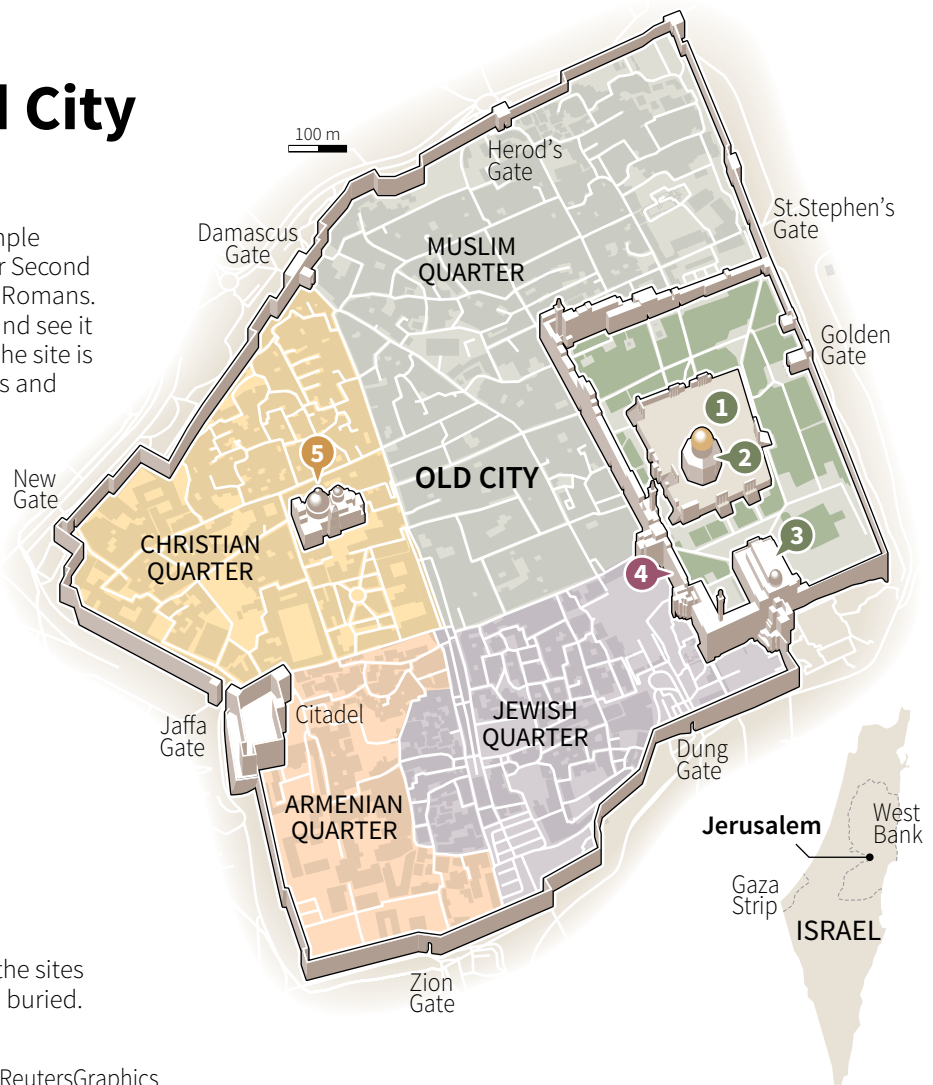 d City
100 m
Herod's
Gate
St.Stephen's
Gate
Damascus
Gate
MUSLIM
QUARTER
mple
r Second
Romans.
nd see it
he site is
s and
Golden
Gate
1
2
5
OLD CITY
New
Gate
3
CHRISTIAN
QUARTER
4
Jaffa
Gate
Citadel
JEWISH
QUARTER
Dung
Gate
ARMENIAN
QUARTER
West
Bank
Jerusalem
Gaza
Strip
ISRAEL
the sites
buried.
Zion
Gate
ReutersGraphics